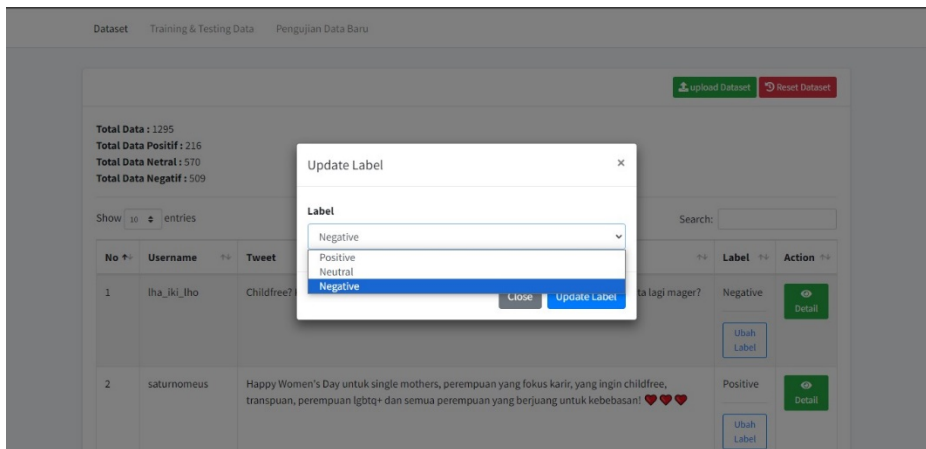 Dataset Training & Testing Data Pengujian Data Baru
upload Dataset Reset Dataset
Total Data : 1295
Total Data Positif : 216
Total Data Netral : 570
Total Data Negatif : 509
Update Label ×
Label
Negative
Positive
Neutral
Negative
Close Update Label
Show 10 entries Search:
No Username Tweet Label Action
1 lha_iki_lho Childfree? ta lagi mager? Negative Detail
Ubah
Label
2 saturnomeus Happy Women's Day untuk single mothers, perempuan yang fokus karir, yang ingin childfree, Positive Detail
transpuan, perempuan lgbtq+ dan semua perempuan yang berjuang untuk kebebasan! ❤❤❤
Ubah
Label